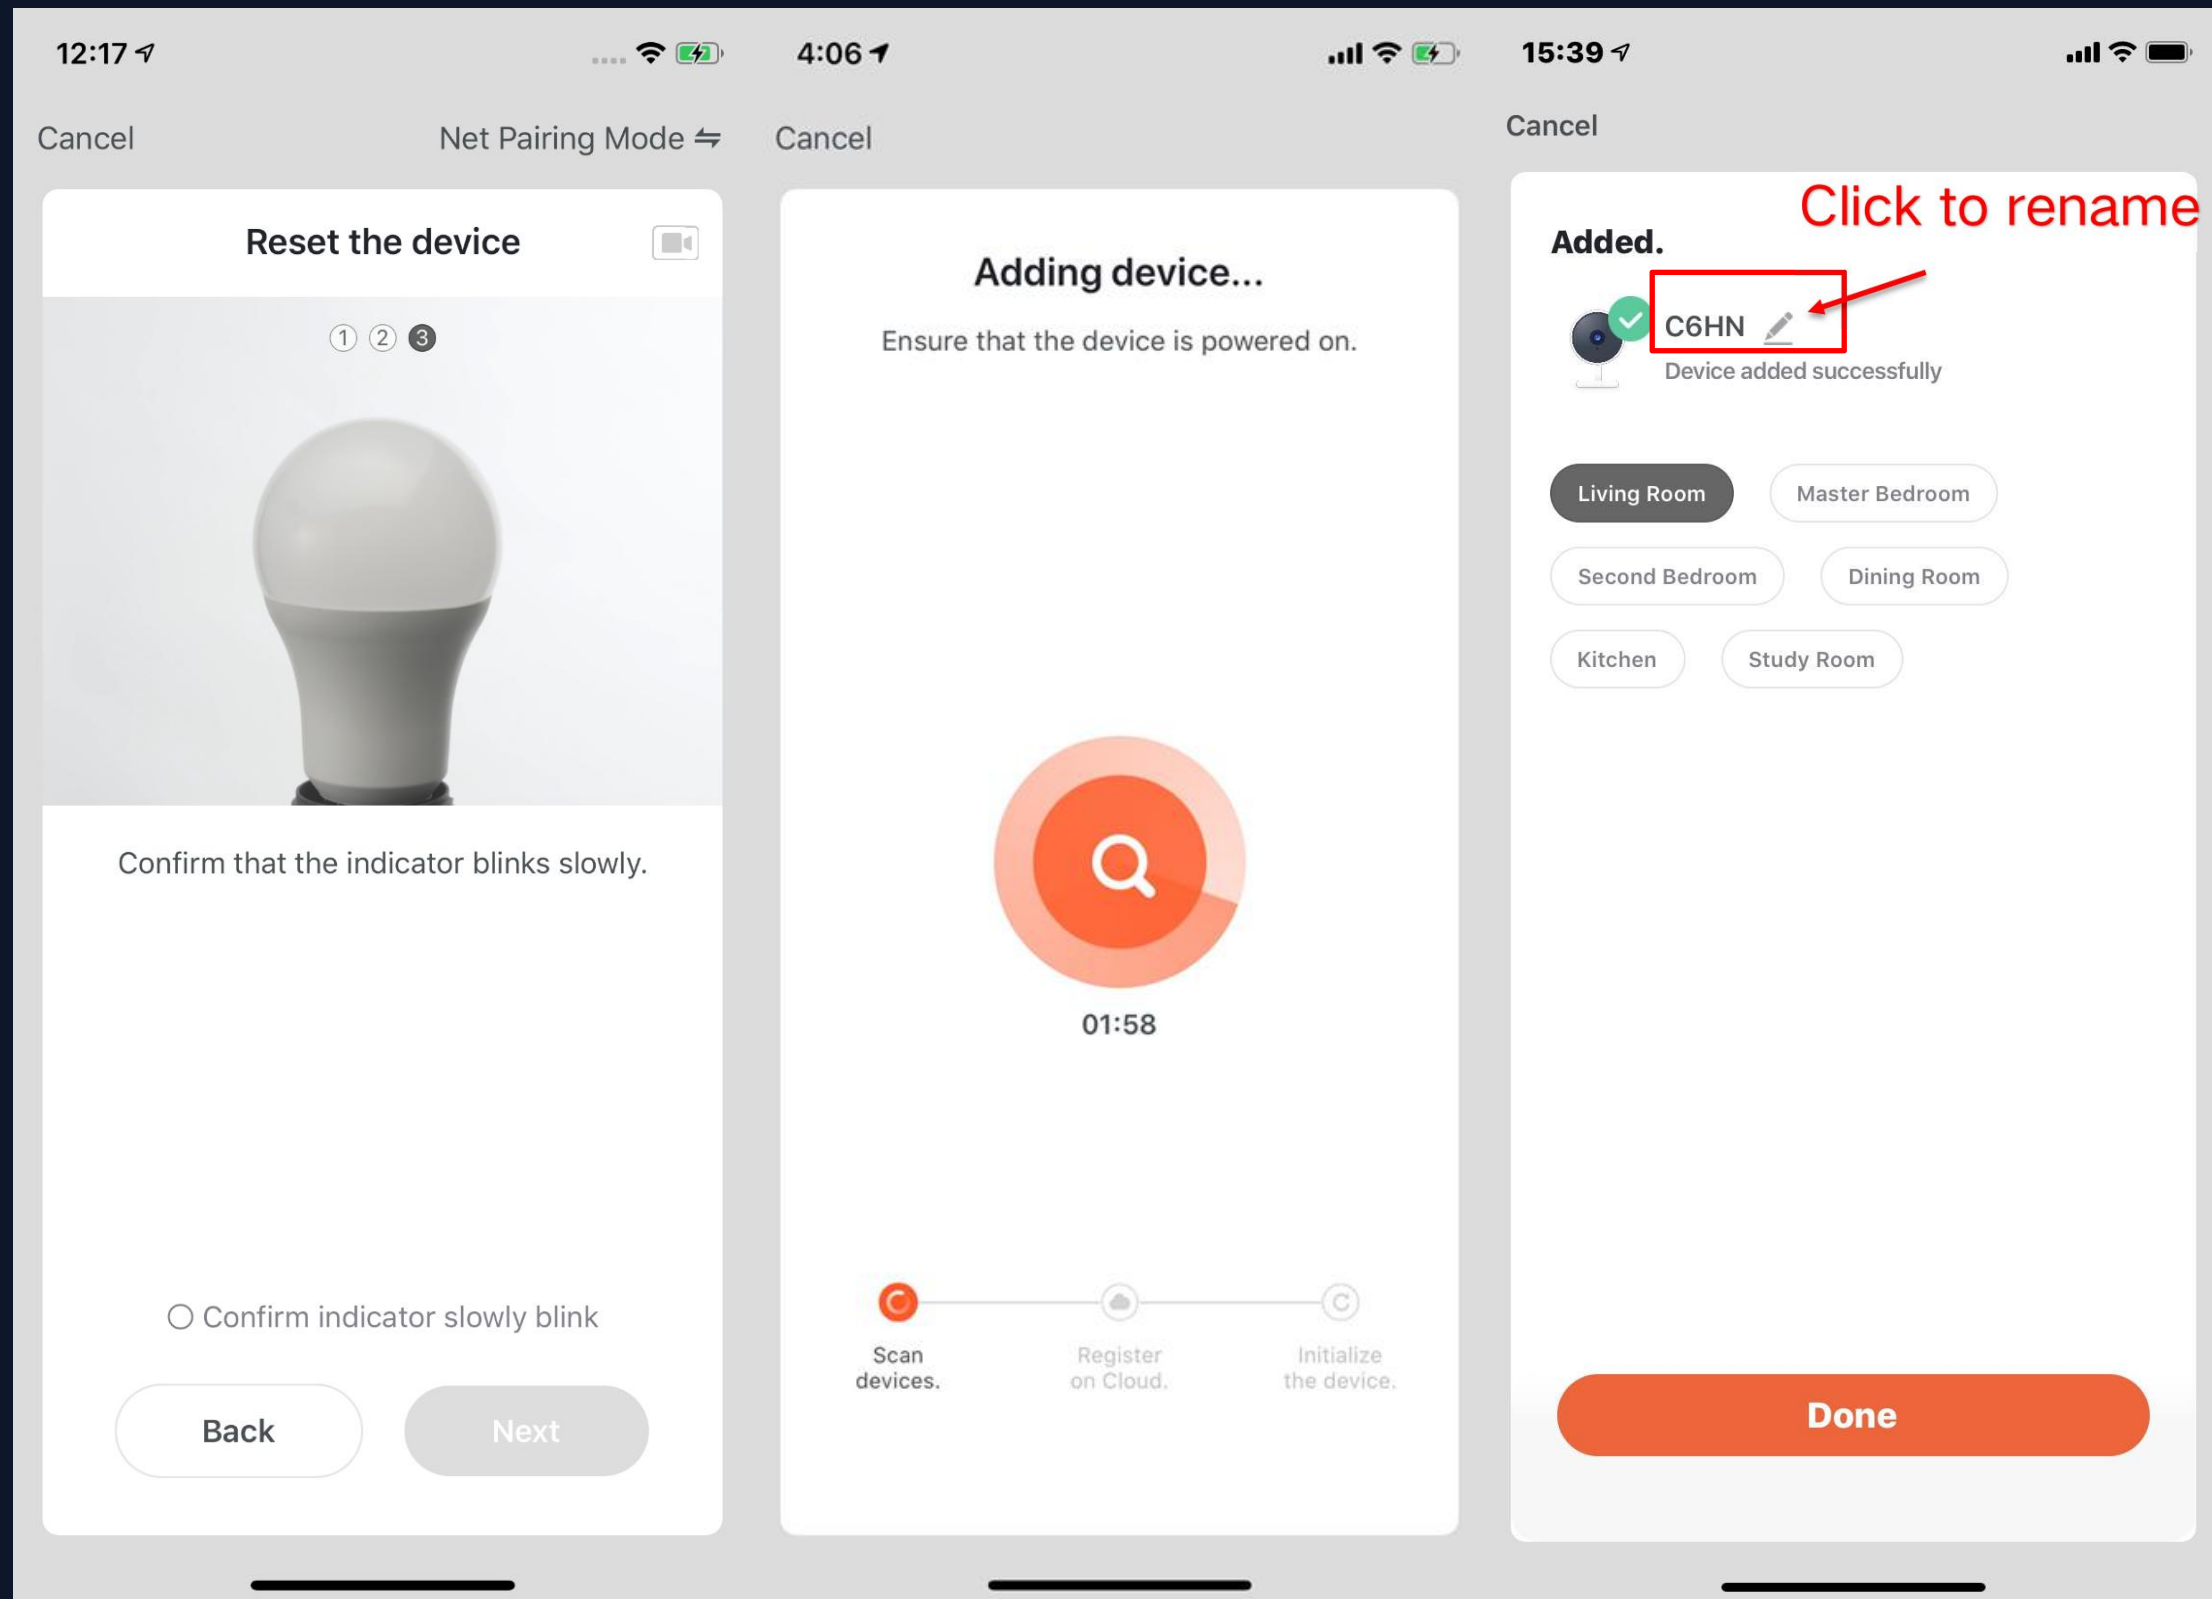 12:17
Cancel
Net Pairing Mode
Reset the device
1 2 3
Confirm that the indicator blinks slowly.
Confirm indicator slowly blink
Back
Next
4:06
Cancel
Adding device...
Ensure that the device is powered on.
01:58
Scan
devices.
Register
on Cloud.
Initialize
the device.
15:39
Cancel
Click to rename
Added.
C6HN
Device added successfully
Living Room
Master Bedroom
Second Bedroom
Dining Room
Kitchen
Study Room
Done